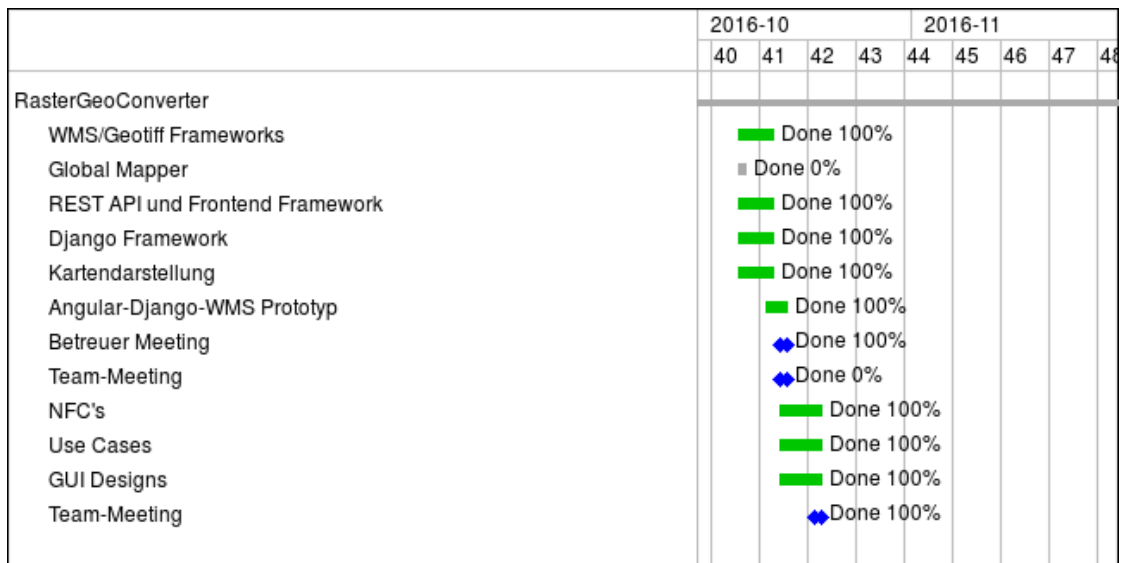 2016-10 2016-11
40 41 42 43 44 45 46 47 48
RasterGeoConverter
WMS/Geotiff Frameworks Done 100%
Global Mapper Done 0%
REST API und Frontend Framework Done 100%
Django Framework Done 100%
Kartendarstellung Done 100%
Angular-Django-WMS Prototyp Done 100%
Betreuer Meeting Done 100%
Team-Meeting Done 0%
NFC's Done 100%
Use Cases Done 100%
GUI Designs Done 100%
Team-Meeting Done 100%